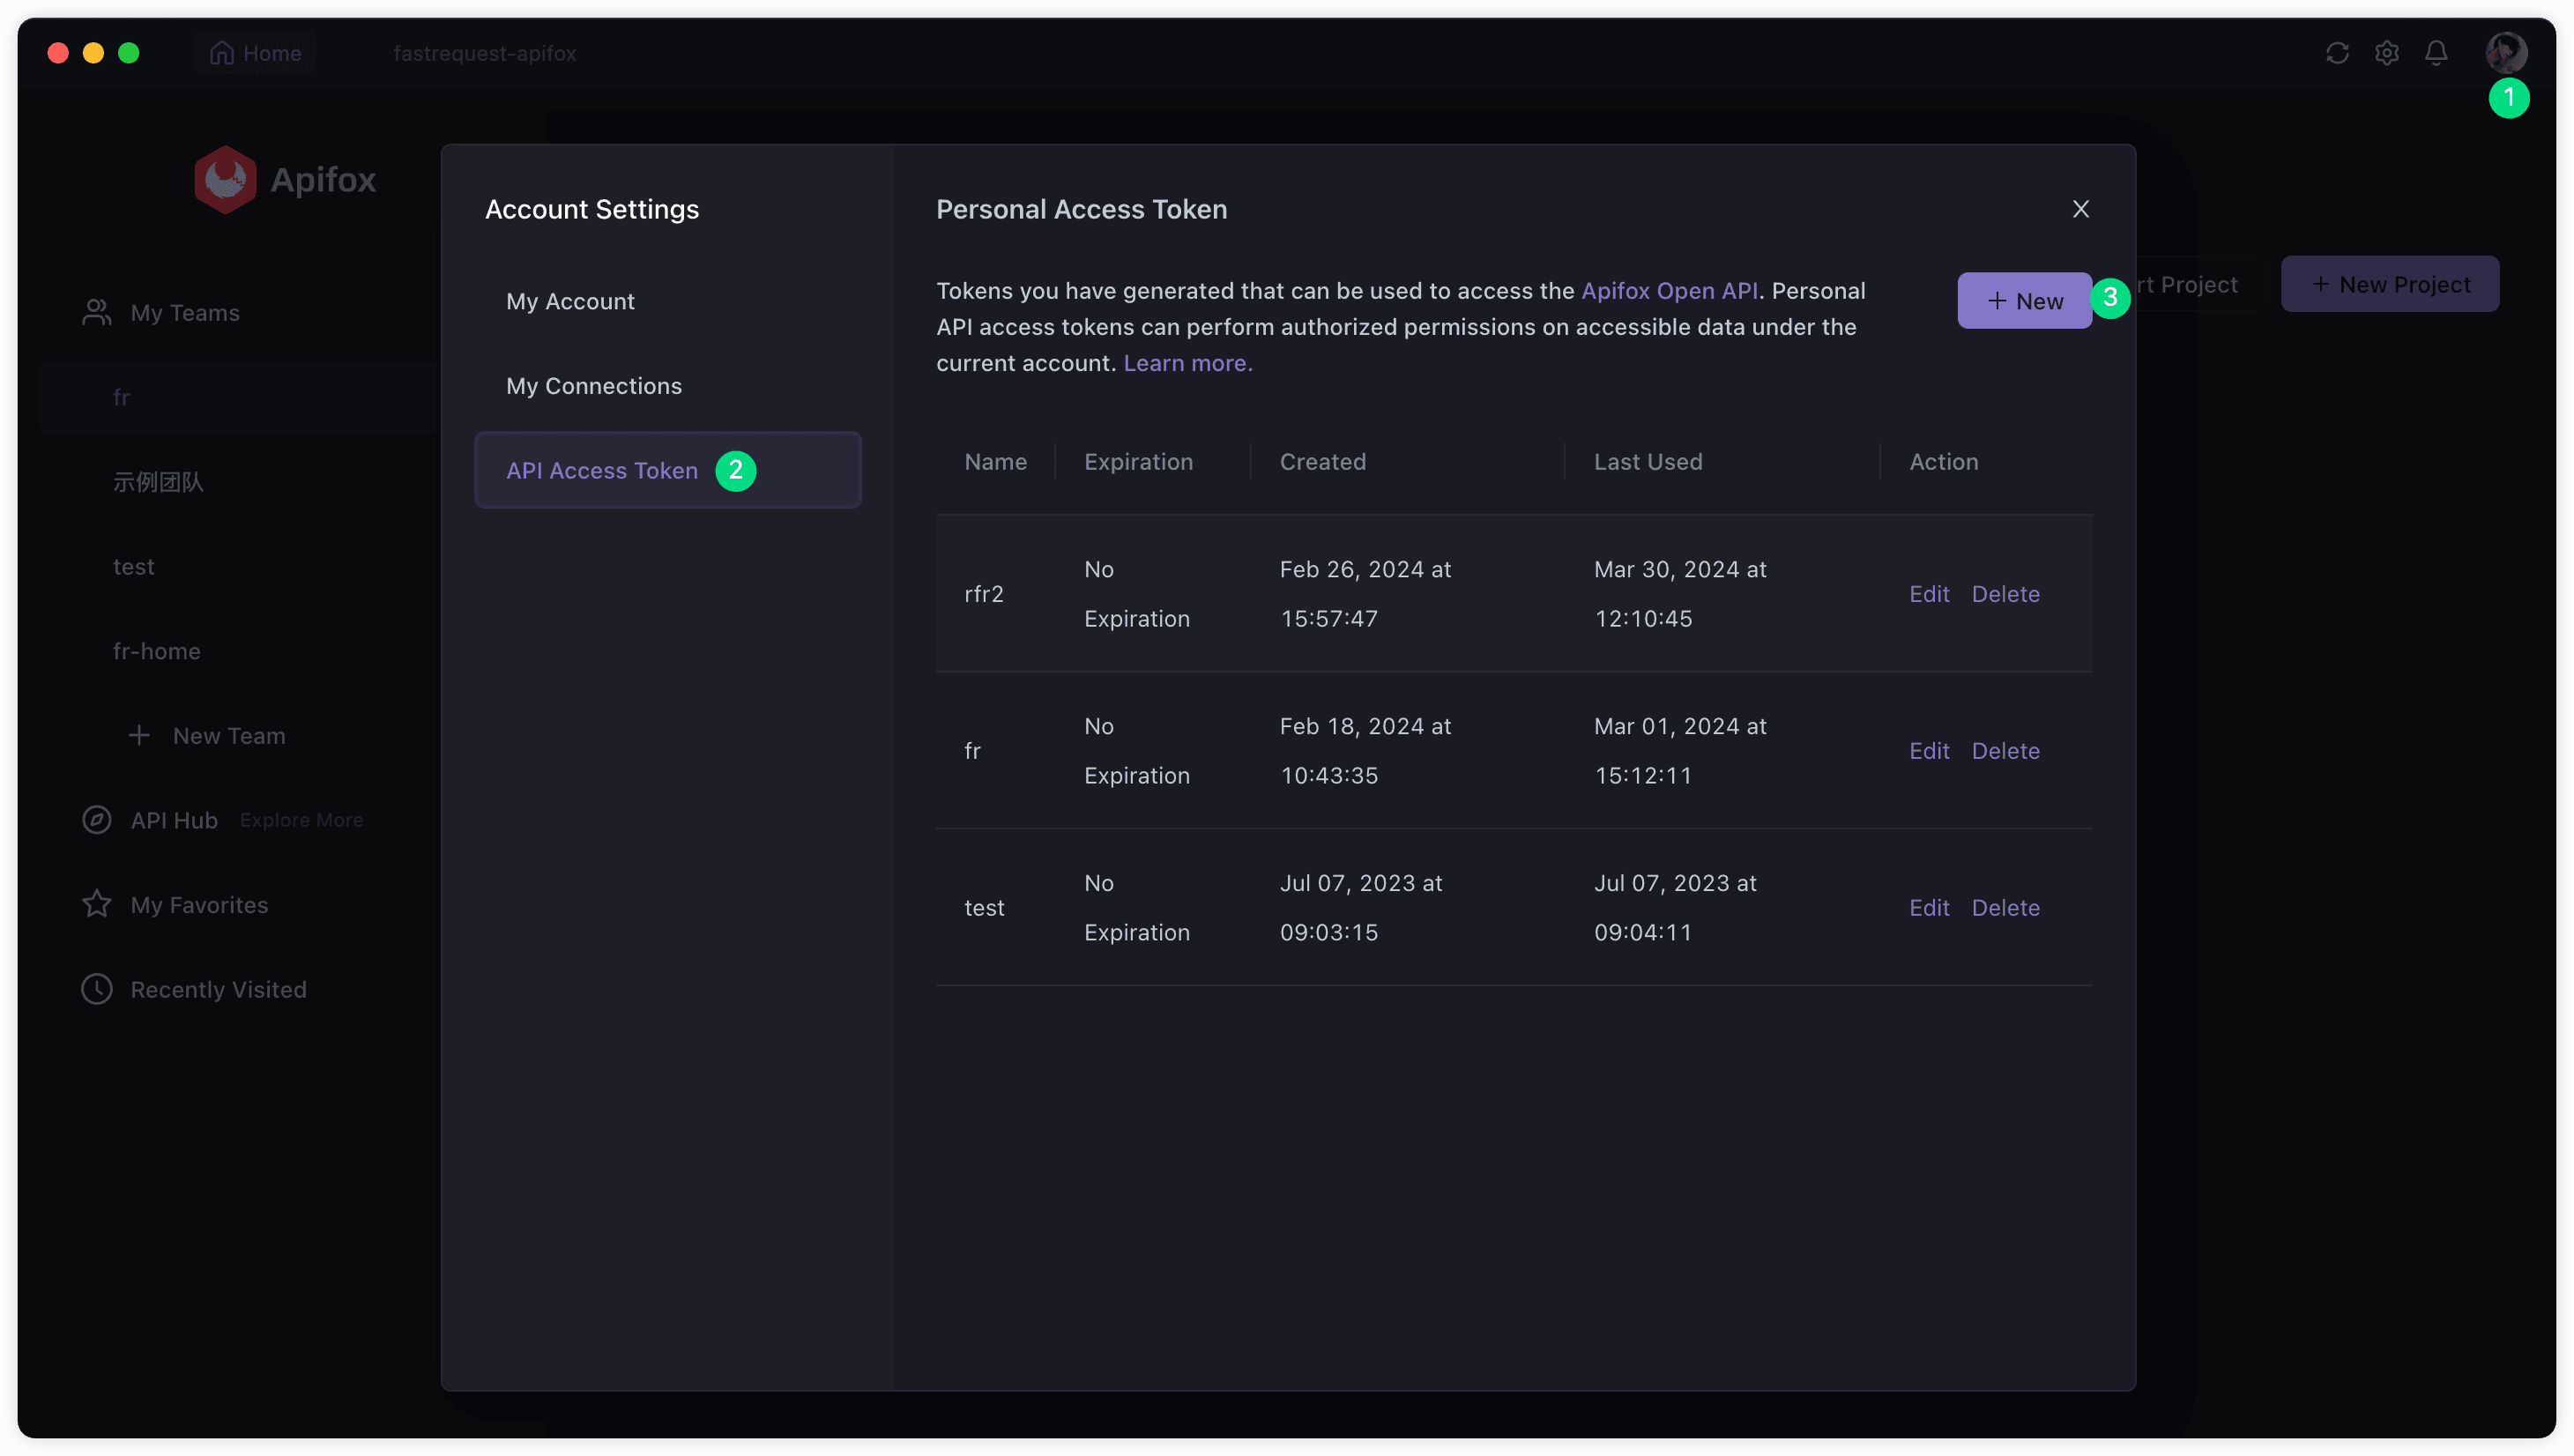 Home
fastrequest-apifox
1
Apifox
My Teams
fr
示例团队
test
fr-home
New Team
API Hub Explore More
My Favorites
Recently Visited
rt Project
+ New Project
Account Settings
My Account
My Connections
API Access Token 2
Personal Access Token
Tokens you have generated that can be used to access the Apifox Open API. Personal
API access tokens can perform authorized permissions on accessible data under the
current account. Learn more.
+ New 3
Name Expiration Created Last Used Action
rfr2 No Expiration Feb 26, 2024 at 15:57:47 Mar 30, 2024 at 12:10:45 Edit Delete
fr No Expiration Feb 18, 2024 at 10:43:35 Mar 01, 2024 at 15:12:11 Edit Delete
test No Expiration Jul 07, 2023 at 09:03:15 Jul 07, 2023 at 09:04:11 Edit Delete